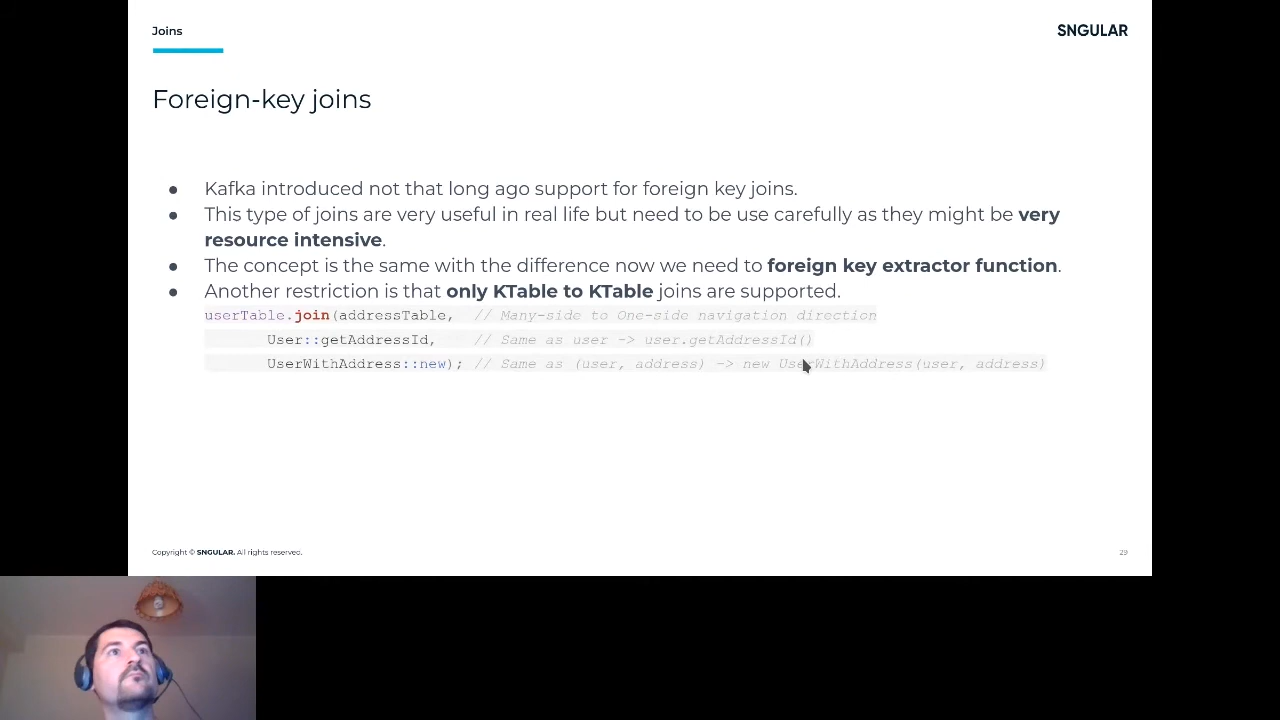 Joins
SNGULAR
Foreign-key joins
● Kafka introduced not that long ago support for foreign key joins.
● This type of joins are very useful in real life but need to be use carefully as they might be very
resource intensive.
● The concept is the same with the difference now we need to foreign key extractor function.
● Another restriction is that only KTable to KTable joins are supported.
userTable.join(addressTable, // Many-side to One-side navigation direction
User::getAddressId, // Same as user -> user.getAddressId()
UserWithAddress::new); // Same as (user, address) -> new UserWithAddress(user, address)
Copyright © SNGULAR. All rights reserved.
29